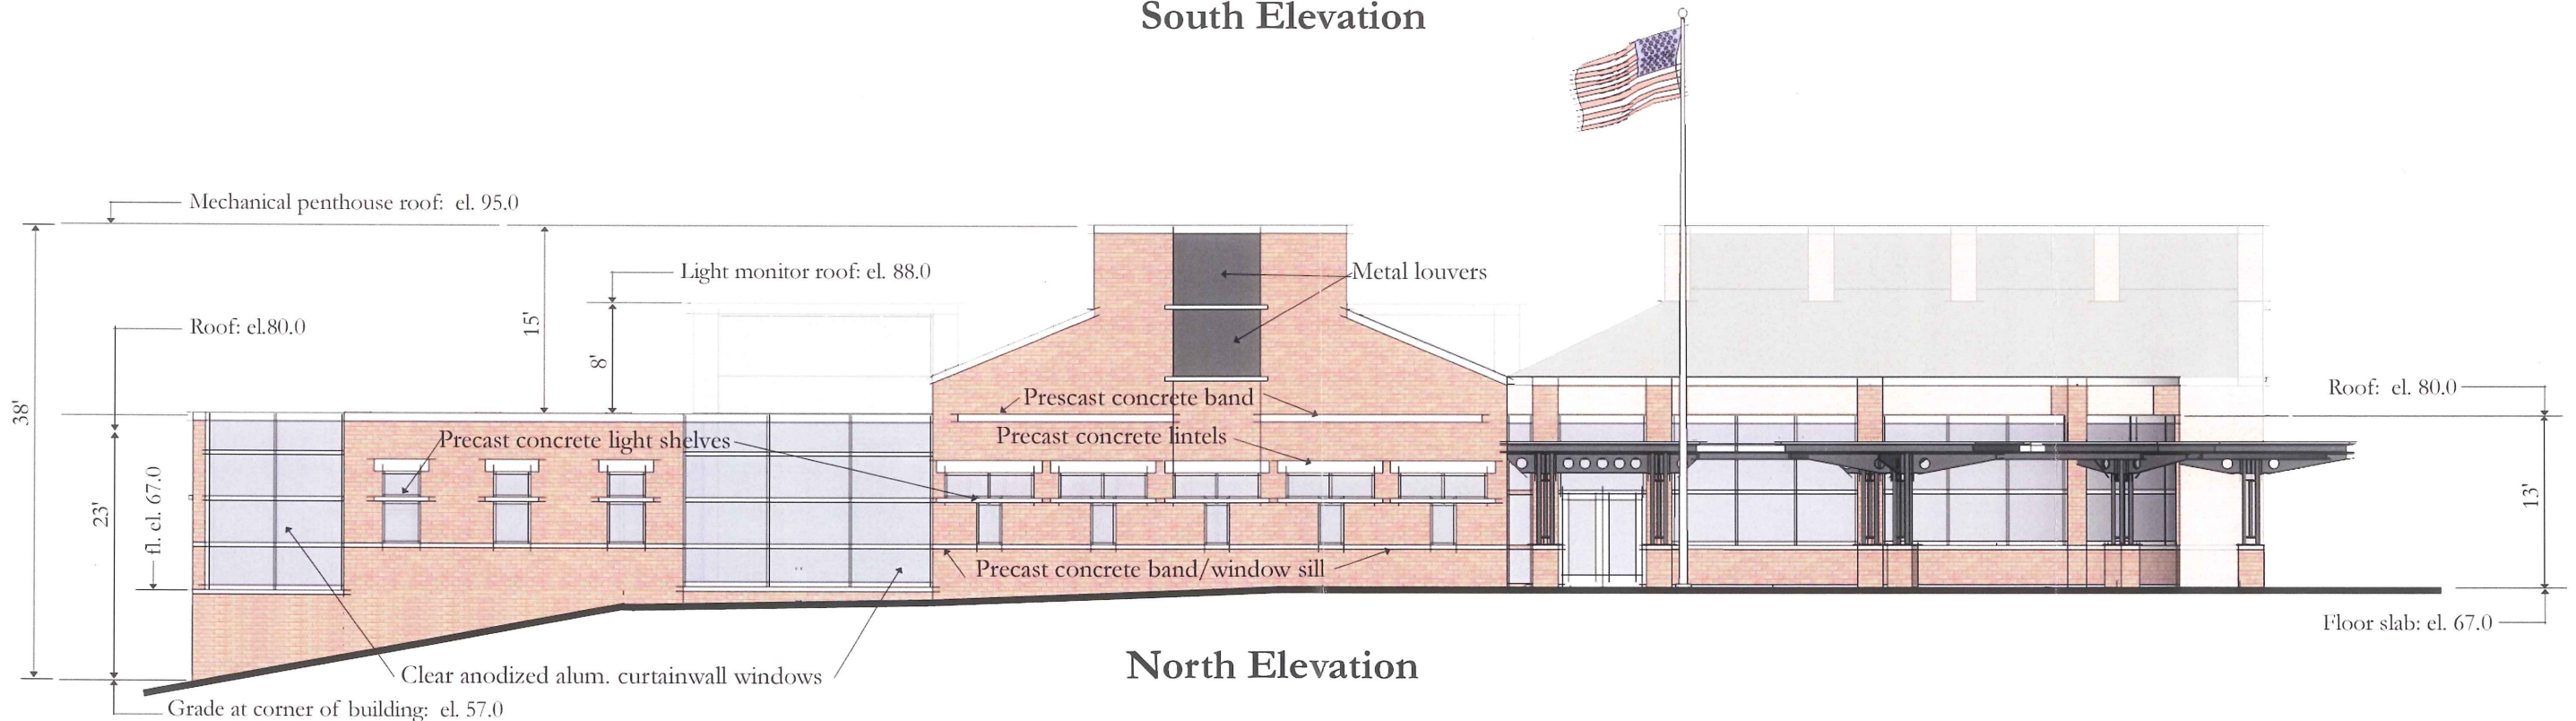 South Elevation
Mechanical penthouse roof: el. 95.0
Light monitor roof: el. 88.0
Metal louvers
Roof: el.80.0
15'
8'
Roof: el. 80.0
38'
Prescast concrete band
Precast concrete light shelves
Precast concrete lintels
23'
fl. el. 67.0
13'
Precast concrete band/window sill
Floor slab: el. 67.0
Clear anodized alum. curtainwall windows
North Elevation
Grade at corner of building: el. 57.0